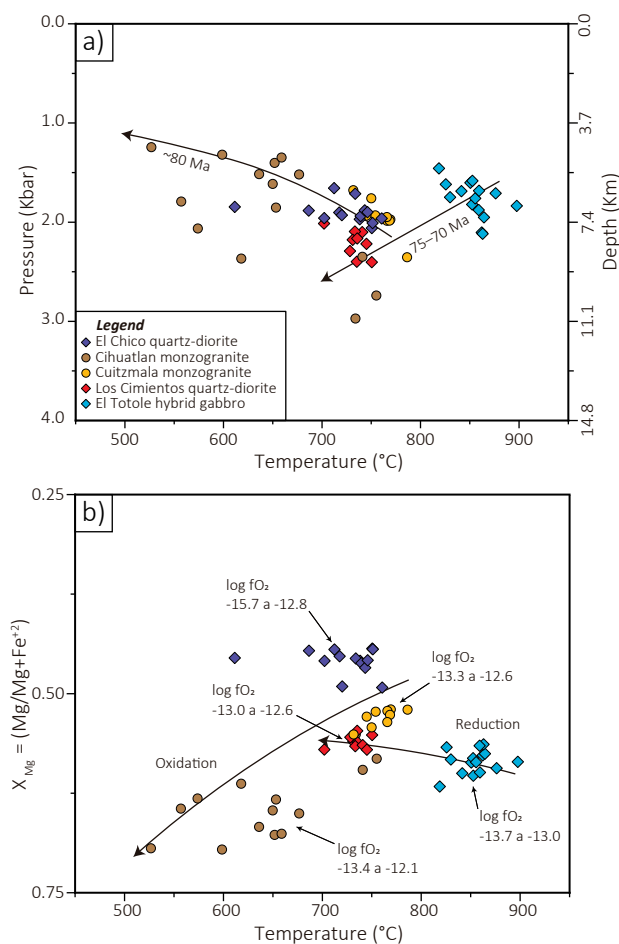 a)
0.0
1.0
2.0
3.0
4.0
Pressure (Kbar)
0.0
3.7
7.4
11.1
14.8
Depth (Km)
~80 Ma
75–70 Ma
Legend
El Chico quartz-diorite
Cihuatlan monzogranite
Cuitzmala monzogranite
Los Cimientos quartz-diorite
El Totole hybrid gabbro
500
600
700
800
900
Temperature (°C)
b)
0.25
0.50
0.75
X Mg = (Mg/Mg+Fe+2)
log fO₂
-15.7 a -12.8
log fO₂
-13.3 a -12.6
log fO₂
-13.0 a -12.6
Reduction
Oxidation
log fO₂
-13.7 a -13.0
log fO₂
-13.4 a -12.1
500
600
700
800
900
Temperature (°C)